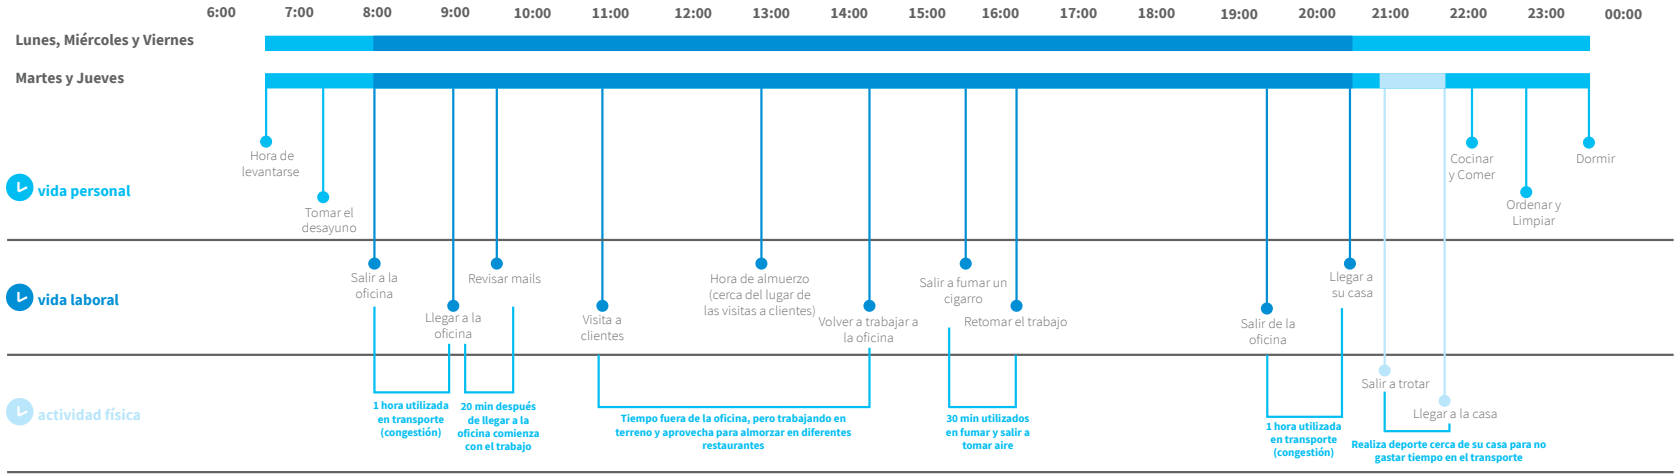 6:00 7:00 8:00 9:00 10:00 11:00 12:00 13:00 14:00 15:00 16:00 17:00 18:00 19:00 20:00 21:00 22:00 23:00 00:00
Lunes, Miércoles y Viernes
Martes y Jueves
vida personal
Hora de
levantarse
Tomar el
desayuno
Cocinar
y Comer
Ordenar y
Limpiar
Dormir
vida laboral
Salir a la
oficina
Llegar a la
oficina
Revisar mails
Visita a
clientes
Hora de almuerzo
(cerca del lugar de
las visitas a clientes)
Volver a trabajar a
la oficina
Salir a fumar un
cigarro
Retomar el trabajo
Salir de la
oficina
Llegar a
su casa
actividad física
1 hora utilizada
en transporte
(congestión)
20 min después
de llegar a la
oficina comienza
con el trabajo
Tiempo fuera de la oficina, pero trabajando en
terreno y aprovecha para almorzar en diferentes
restaurantes
30 min utilizados
en fumar y salir a
tomar aire
1 hora utilizada
en transporte
(congestión)
Salir a trotar
Llegar a la casa
Realiza deporte cerca de su casa para no
gastar tiempo en el transporte